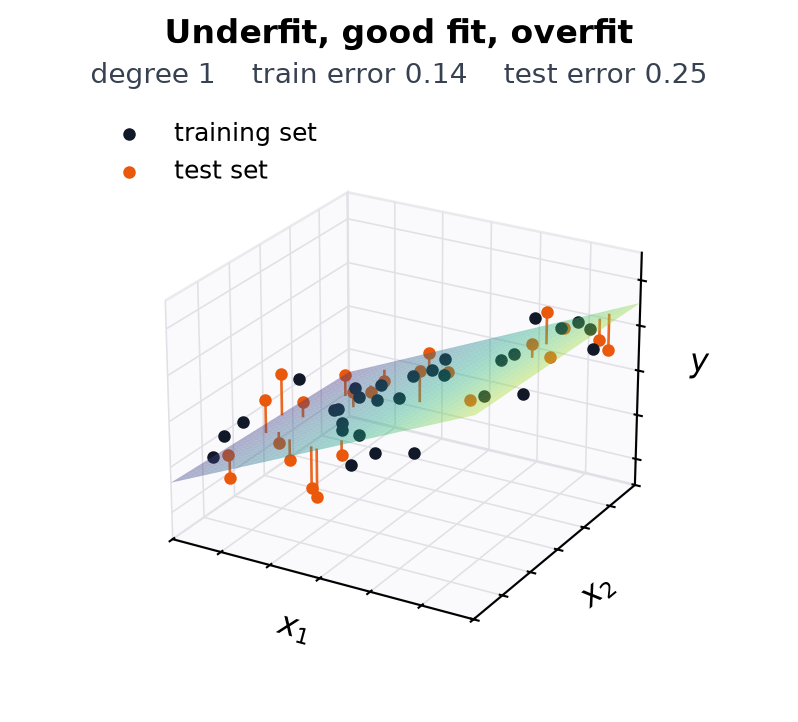 Underfit, good fit, overfit
degree 1    train error 0.14    test error 0.25
training set
test set
y
x₂
x₁